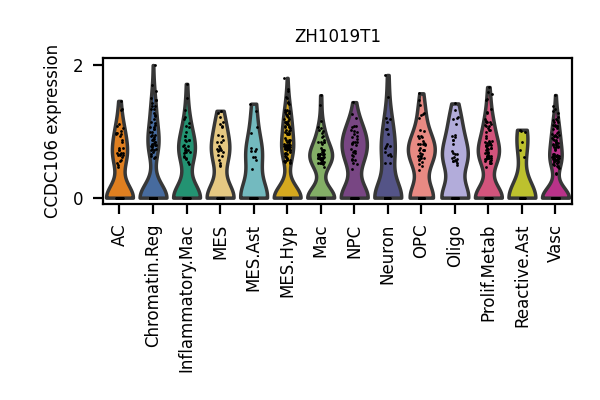 ZH1019T1
CCDC106 expression
2
0
AC
Chromatin.Reg
Inflammatory.Mac
MES
MES.Ast
MES.Hyp
Mac
NPC
Neuron
OPC
Oligo
Prolif.Metab
Reactive.Ast
Vasc